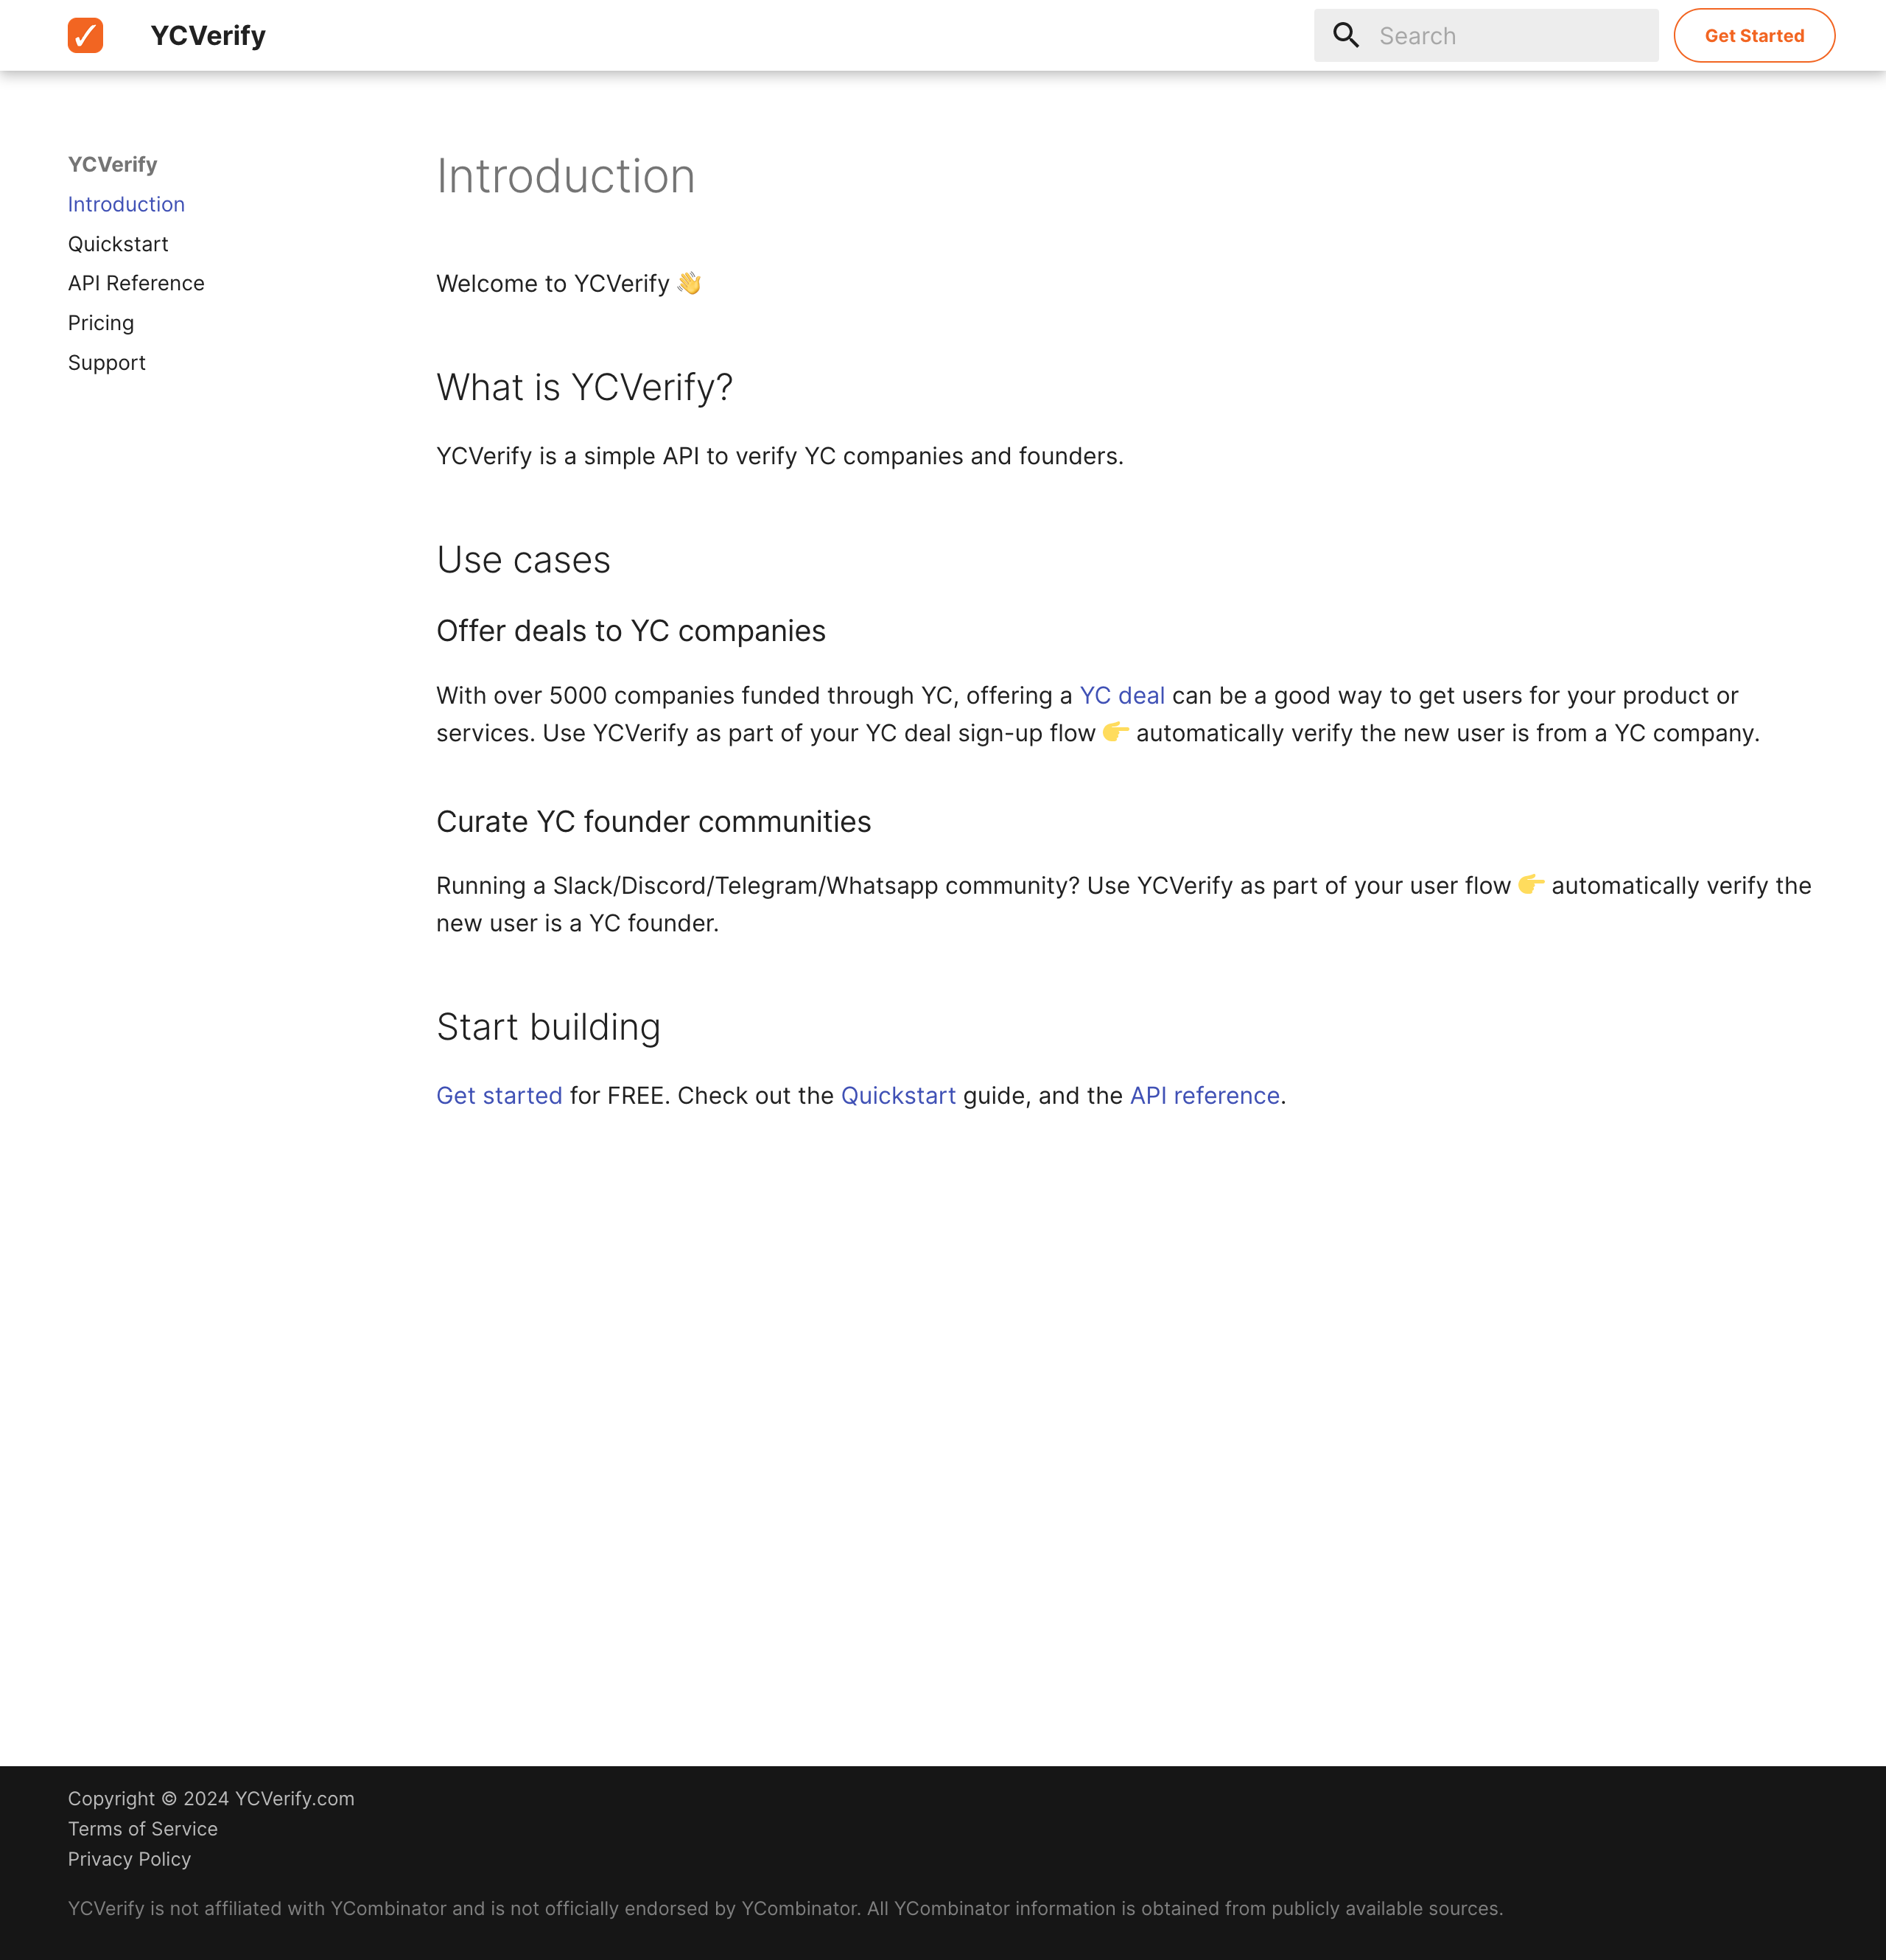 YCVerify
Search
Get Started
YCVerify
Introduction
Quickstart
API Reference
Pricing
Support
Introduction
Welcome to YCVerify 👋
What is YCVerify?
YCVerify is a simple API to verify YC companies and founders.
Use cases
Offer deals to YC companies
With over 5000 companies funded through YC, offering a YC deal can be a good way to get users for your product or
services. Use YCVerify as part of your YC deal sign-up flow 👉 automatically verify the new user is from a YC company.
Curate YC founder communities
Running a Slack/Discord/Telegram/Whatsapp community? Use YCVerify as part of your user flow 👉 automatically verify the
new user is a YC founder.
Start building
Get started for FREE. Check out the Quickstart guide, and the API reference.
Copyright © 2024 YCVerify.com
Terms of Service
Privacy Policy
YCVerify is not affiliated with YCombinator and is not officially endorsed by YCombinator. All YCombinator information is obtained from publicly available sources.